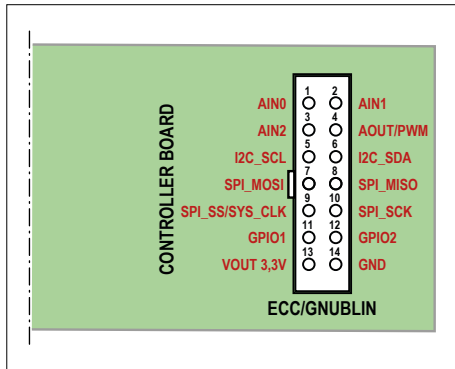 CONTROLLER BOARD
1 2
AIN0 AIN1
3 4
AIN2 AOUT/PWM
5 6
I2C_SCL I2C_SDA
7 8
SPI_MOSI SPI_MISO
9 10
SPI_SS/SYS_CLK SPI_SCK
11 12
GPIO1 GPIO2
13 14
VOUT 3,3V GND
ECC/GNUBLIN